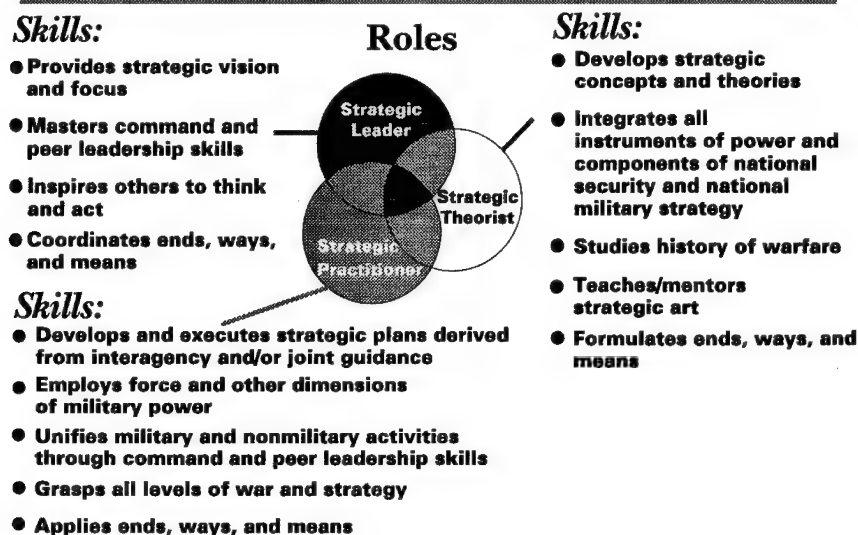 Skills:
● Provides strategic vision
and focus
● Masters command and
peer leadership skills
● Inspires others to think
and act
● Coordinates ends, ways,
and means
Roles
Strategic
Leader
Strategic
Theorist
Strategic
Practitioner
Skills:
● Develops strategic
concepts and theories
● Integrates all
instruments of power and
components of national
security and national
military strategy
● Studies history of warfare
● Teaches/mentors
strategic art
● Formulates ends, ways, and
means
Skills:
● Develops and executes strategic plans derived
from interagency and/or joint guidance
● Employs force and other dimensions
of military power
● Unifies military and nonmilitary activities
through command and peer leadership skills
● Grasps all levels of war and strategy
● Applies ends, ways, and means